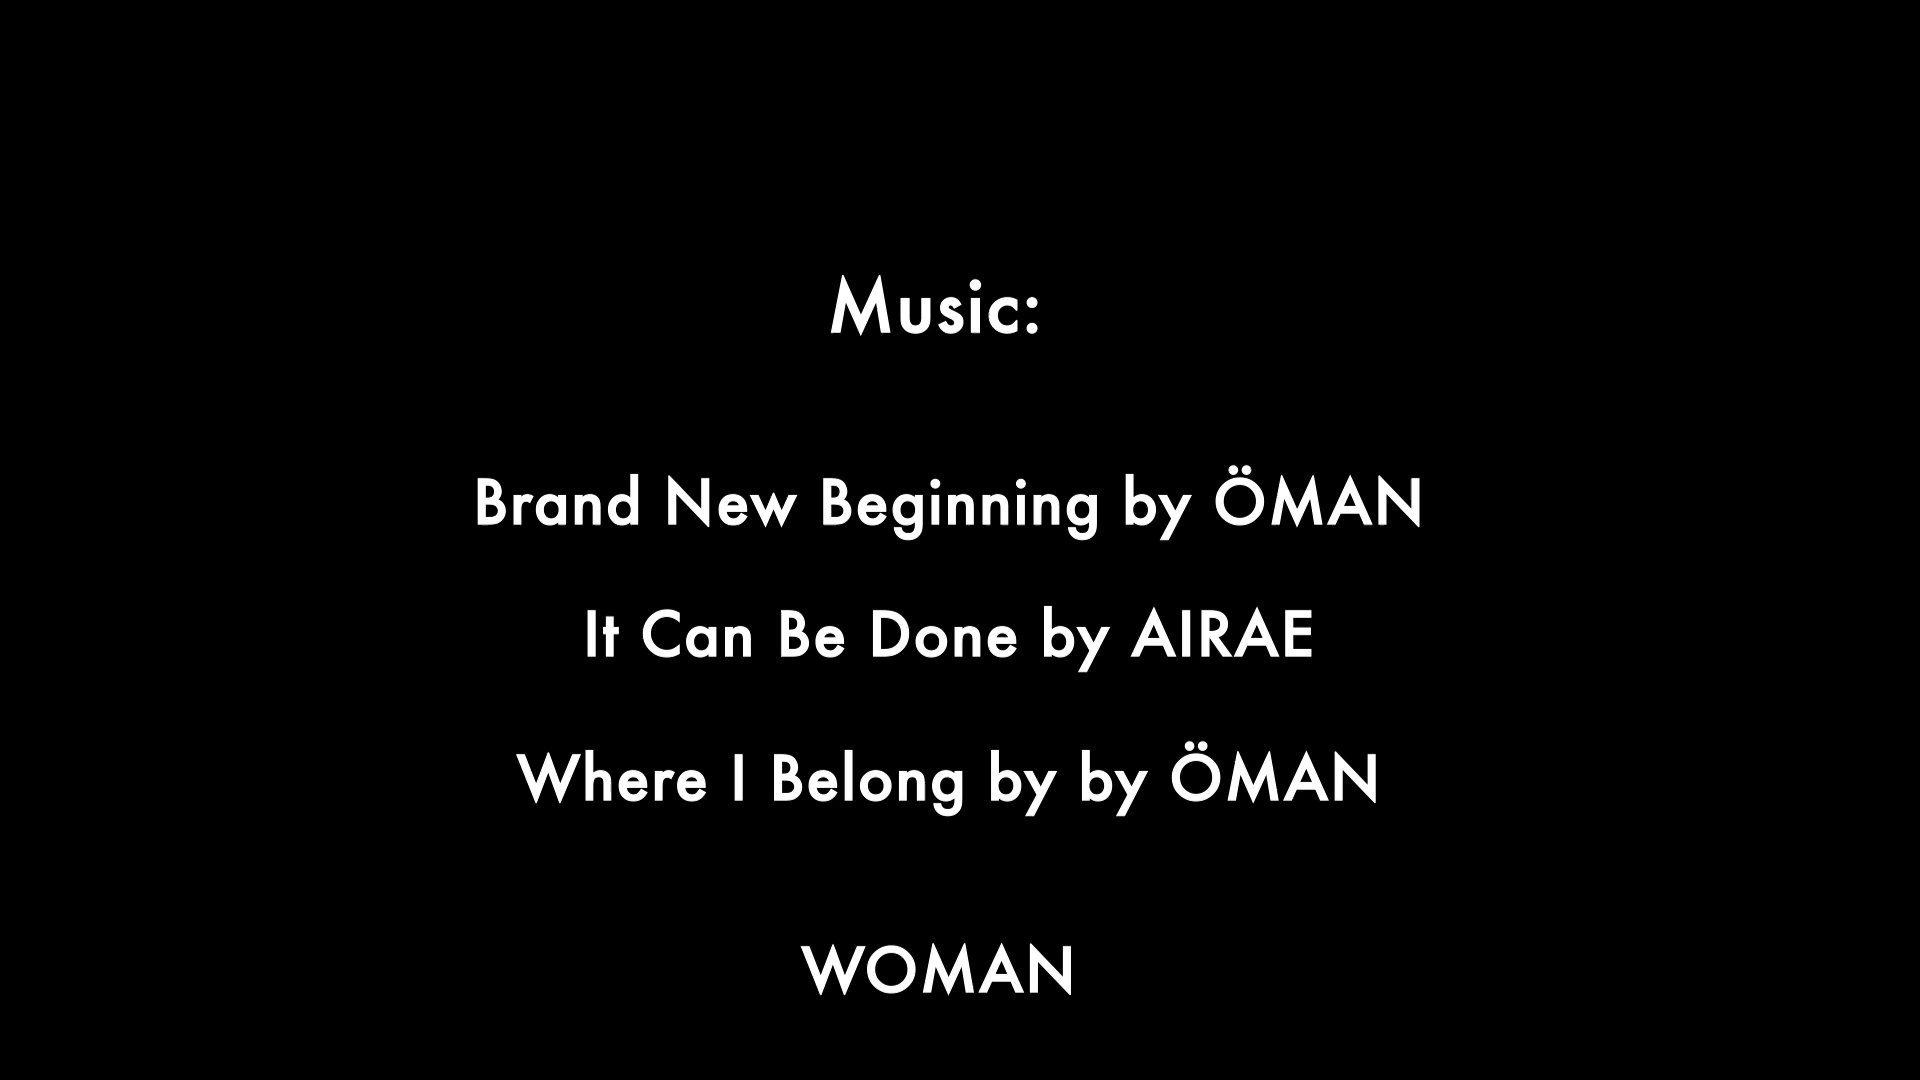 Music:
Brand New Beginning by ÖMAN
It Can Be Done by AIRAE
Where I Belong by by ÖMAN
WOMAN